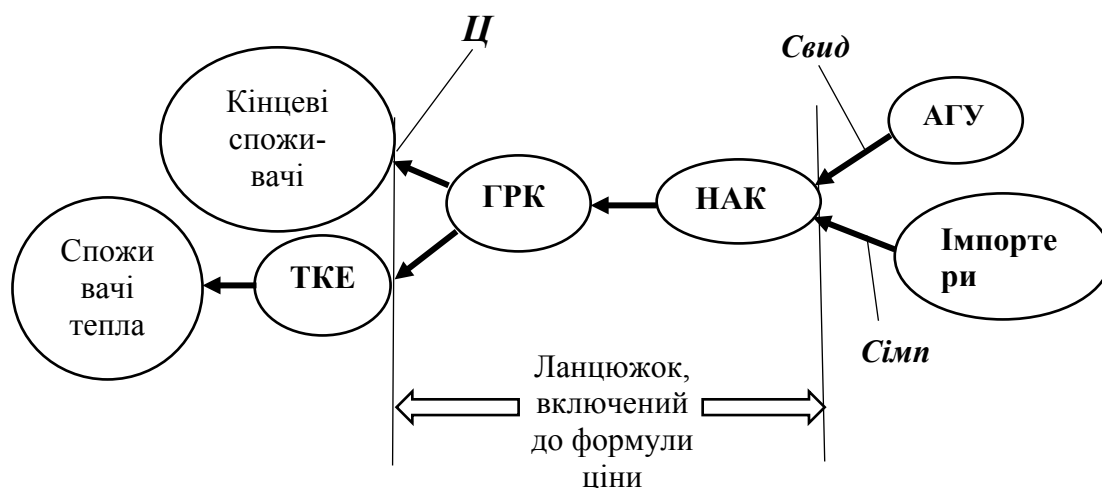 Ц
Свид
Кінцеві
спожи-
вачі
АГУ
ГРК
НАК
Імпорте
ри
Спожи
вачі
тепла
ТКЕ
Сімп
Ланцюжок,
включений
до формули
ціни